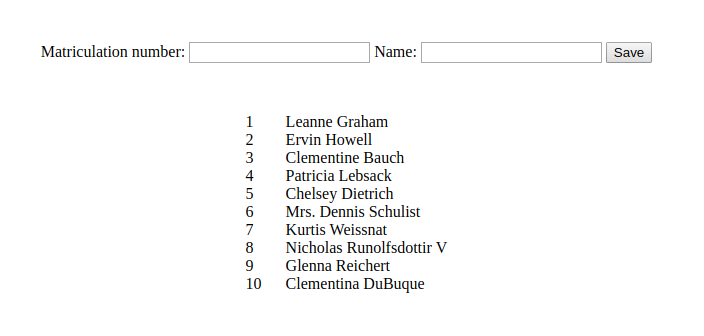 Matriculation number: Name: Save
1 Leanne Graham
2 Ervin Howell
3 Clementine Bauch
4 Patricia Lebsack
5 Chelsey Dietrich
6 Mrs. Dennis Schulist
7 Kurtis Weissnat
8 Nicholas Runolfsdottir V
9 Glenna Reichert
10 Clementina DuBuque